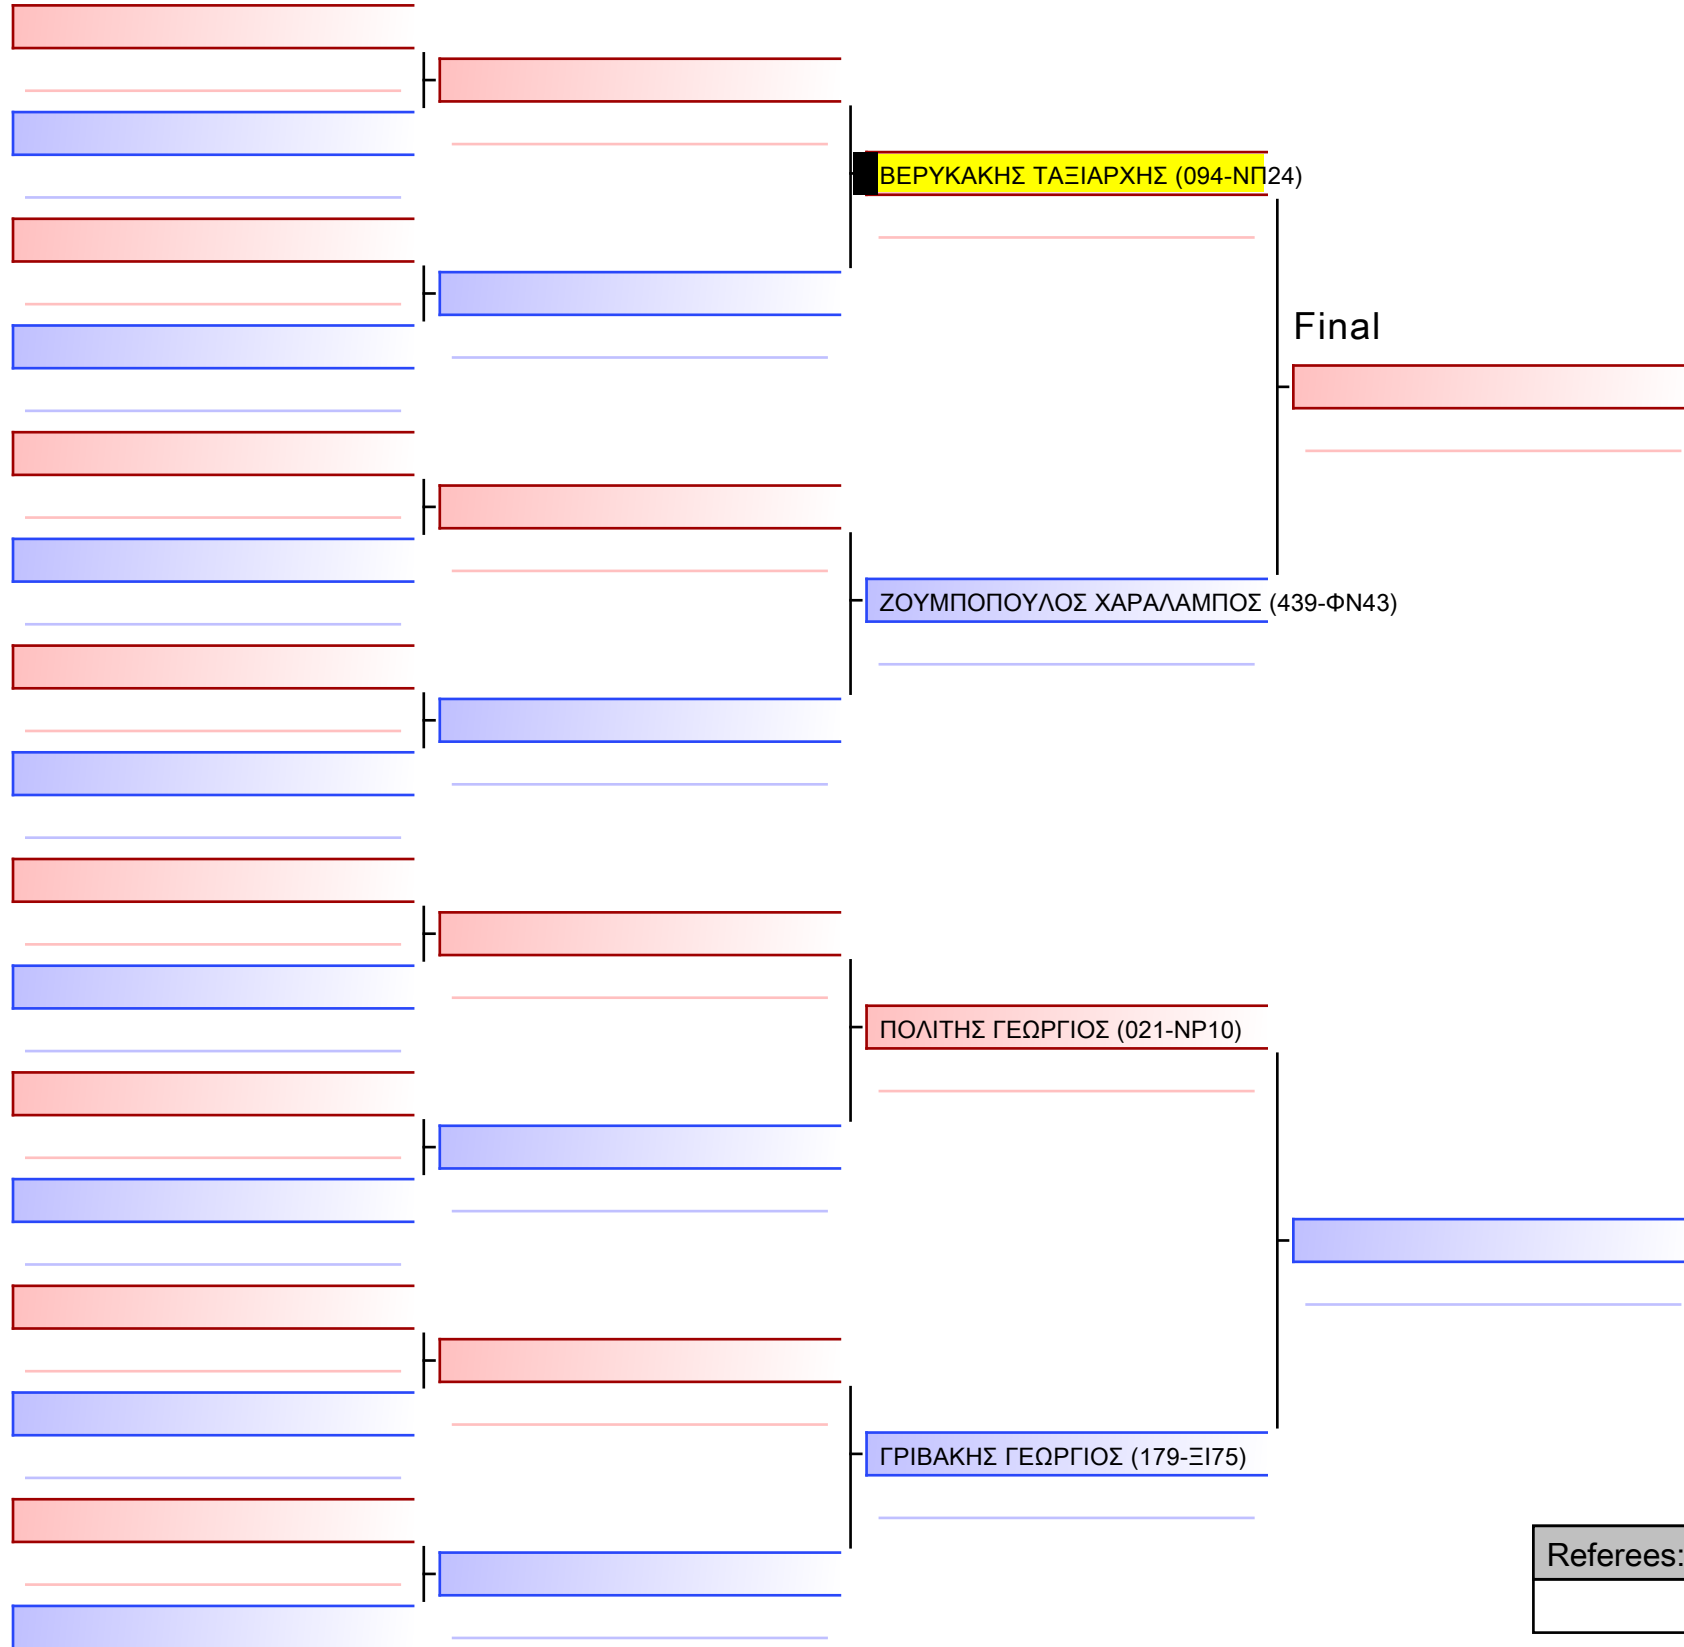 ΒΕΡΥΚΑΚΗΣ ΤΑΞΙΑΡΧΗΣ (094-ΝΠ24)
Final
ΖΟΥΜΠΟΠΟΥΛΟΣ ΧΑΡΑΛΑΜΠΟΣ (439-ΦΝ43)
ΠΟΛΙΤΗΣ ΓΕΩΡΓΙΟΣ (021-ΝΡ10)
ΓΡΙΒΑΚΗΣ ΓΕΩΡΓΙΟΣ (179-ΞΙ75)
Referees: